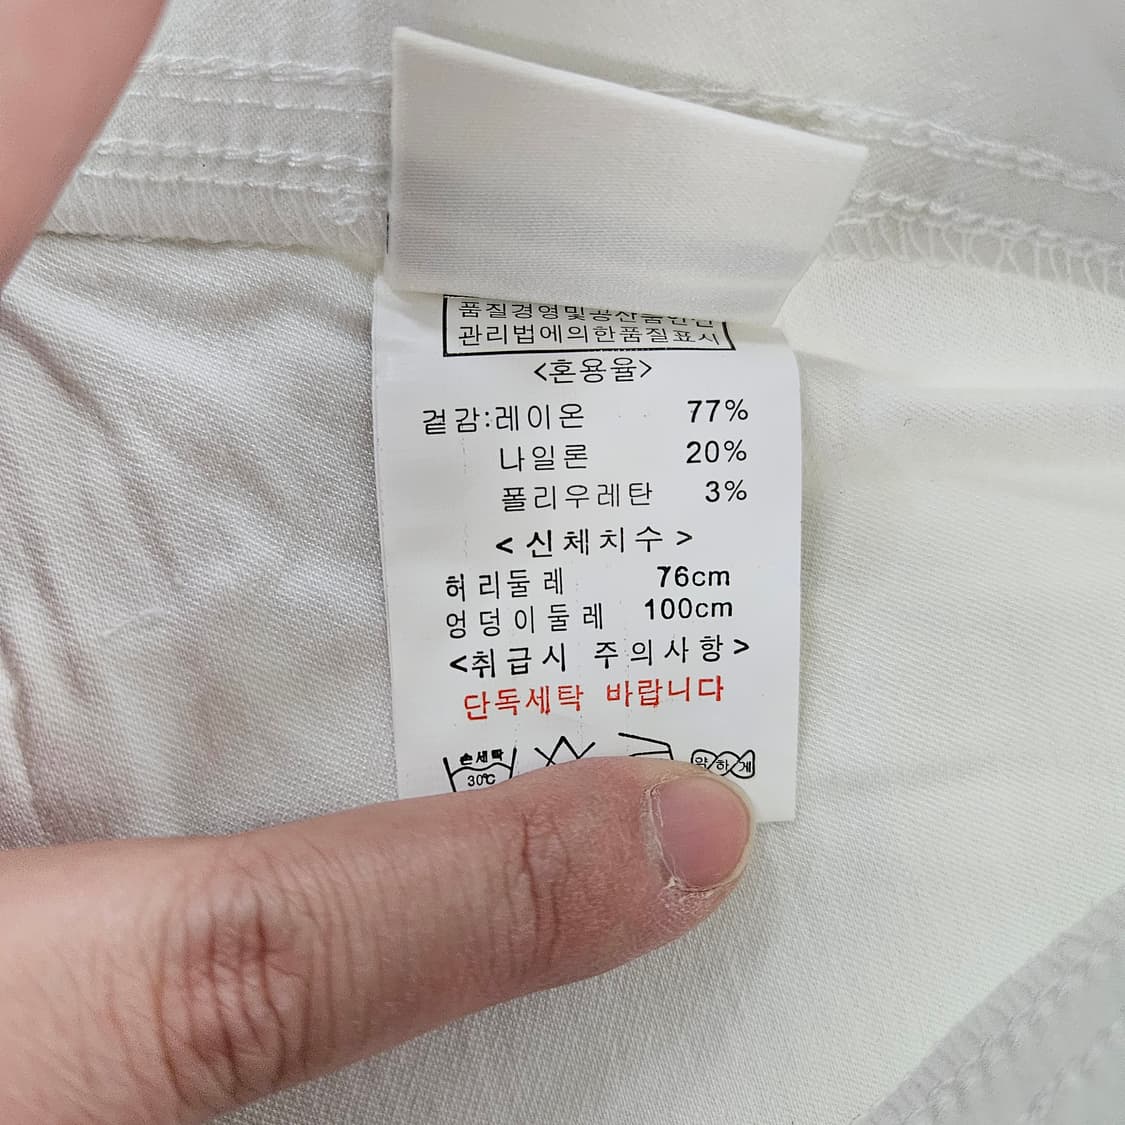 품질경영및공산품안전
관리법에의한품질표시
<혼용율>
겉감:레이온 77%
나일론 20%
폴리우레탄 3%
<신체치수>
허리둘레 76cm
엉덩이둘레 100cm
<취급시 주의사항>
단독세탁 바랍니다
손세탁
30℃
약하게